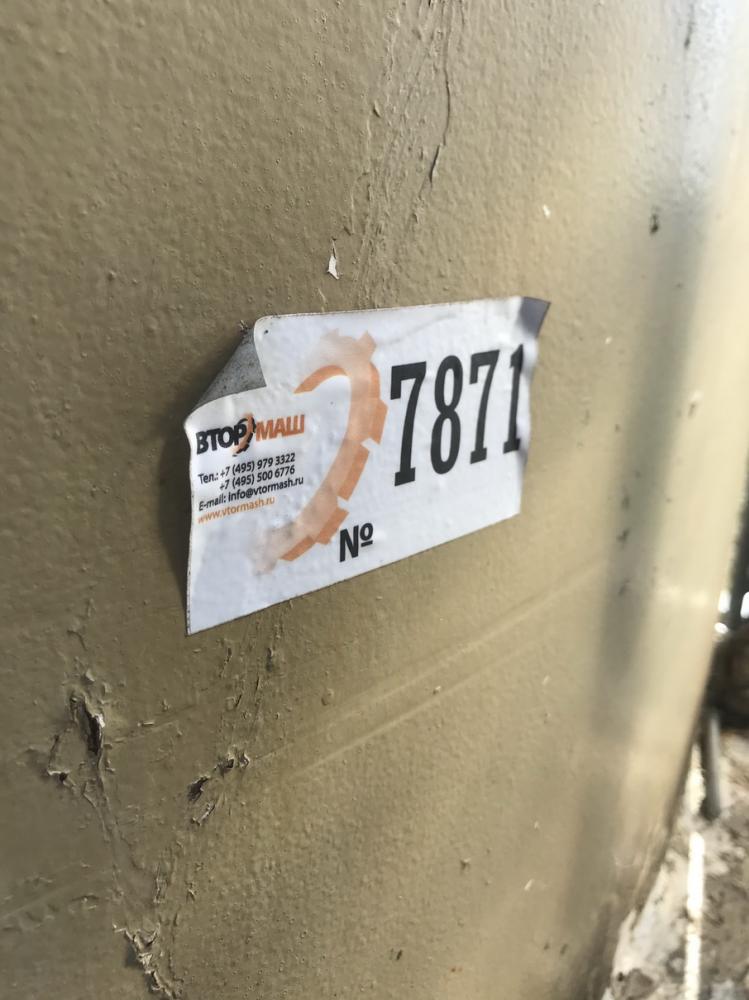 ВТОРМАШ
Тел.: +7 (495) 979 3322
+7 (495) 500 6776
E-mail: info@vtormash.ru
www.vtormash.ru
№
7871